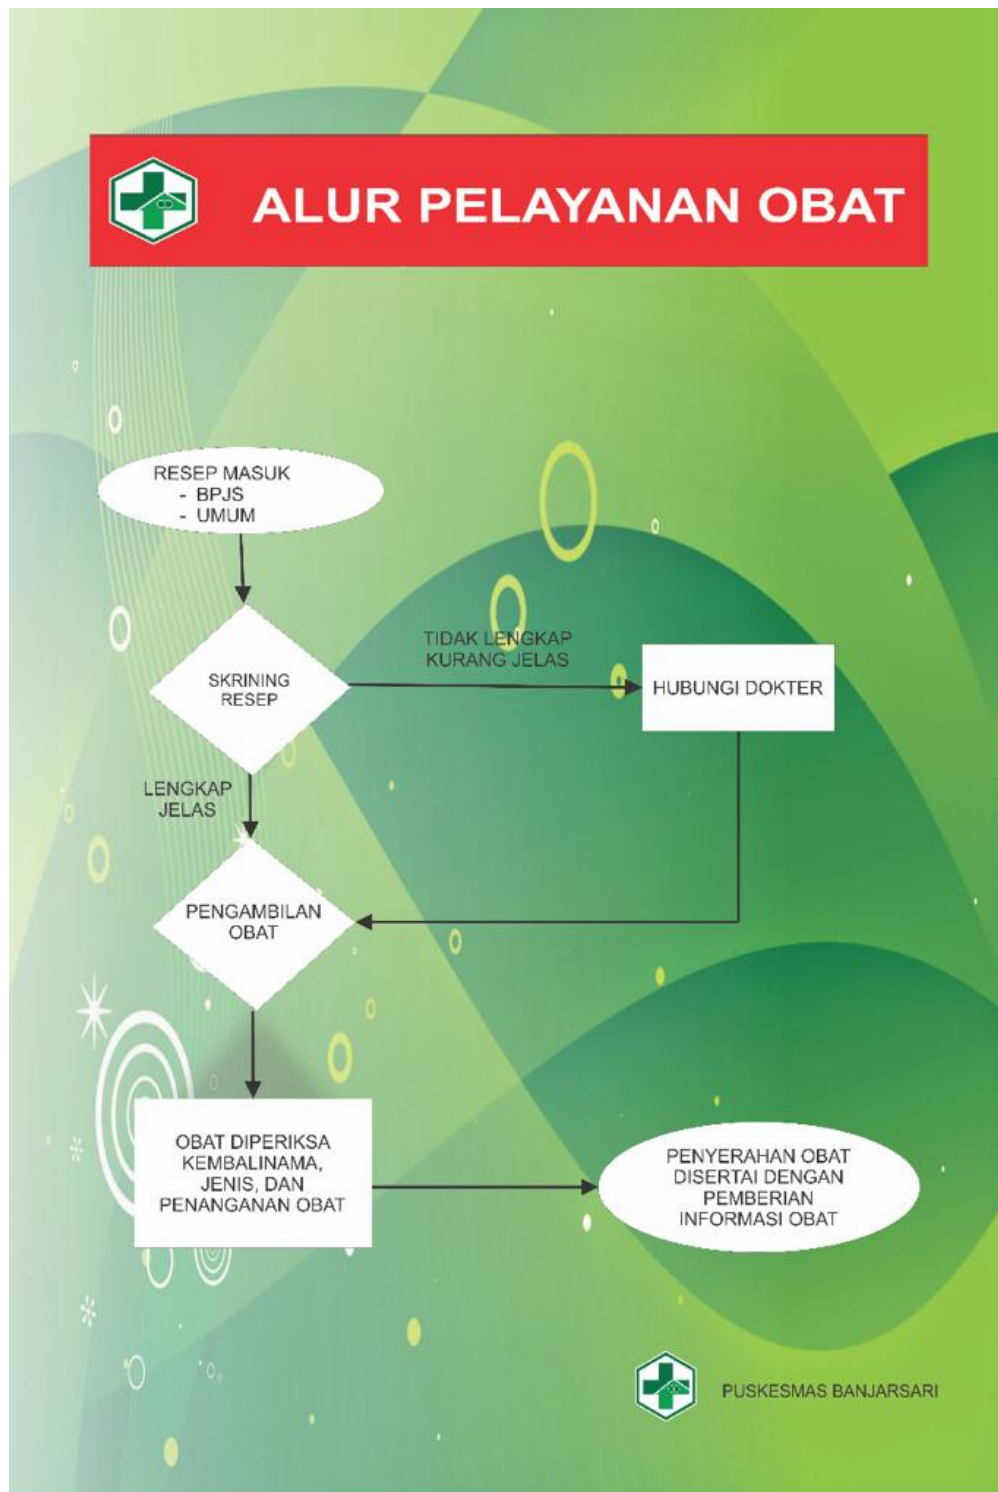 ALUR PELAYANAN OBAT
RESEP MASUK
- BPJS
- UMUM
SKRINING
RESEP
TIDAK LENGKAP
KURANG JELAS
HUBUNGI DOKTER
LENGKAP
JELAS
PENGAMBILAN
OBAT
OBAT DIPERIKSA
KEMBALINAMA,
JENIS, DAN
PENANGANAN OBAT
PENYERAHAN OBAT
DISERTAI DENGAN
PEMBERIAN
INFORMASI OBAT
PUSKESMAS BANJARSARI